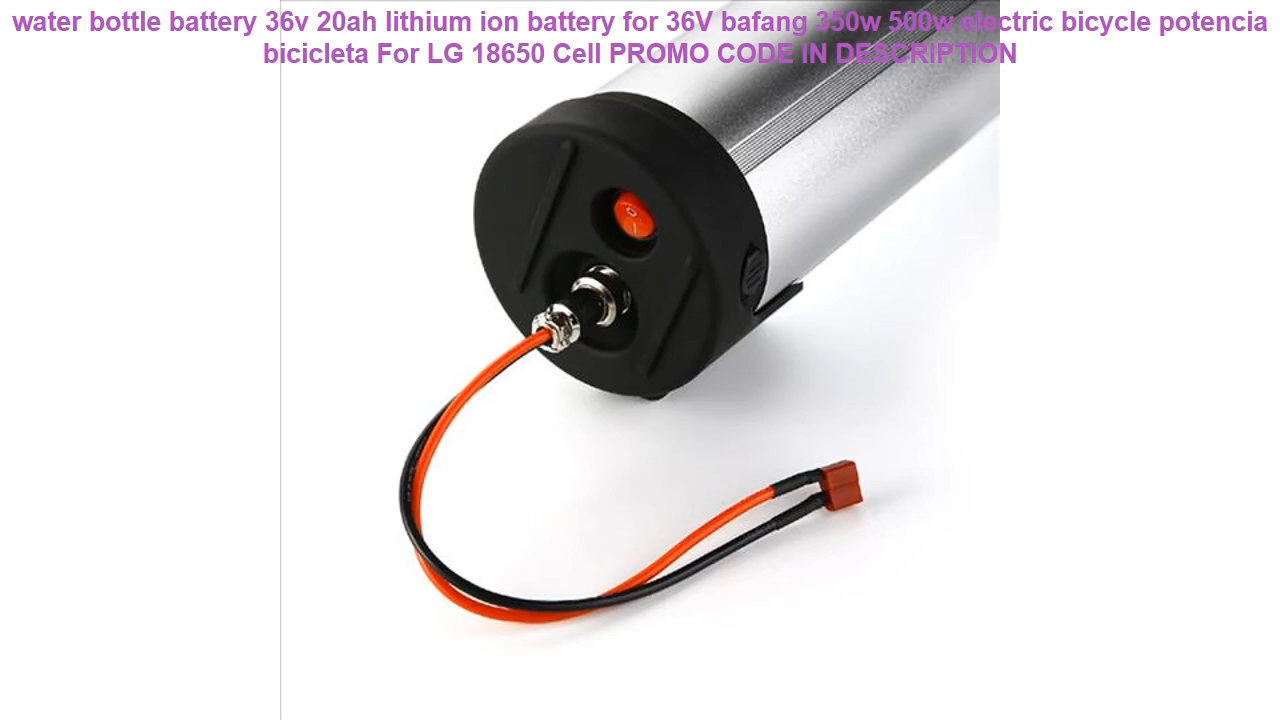 water bottle battery 36v 20ah lithium ion battery for 36V bafang 350w 500w electric bicycle potencia
bicicleta For LG 18650 Cell PROMO CODE IN DESCRIPTION
O